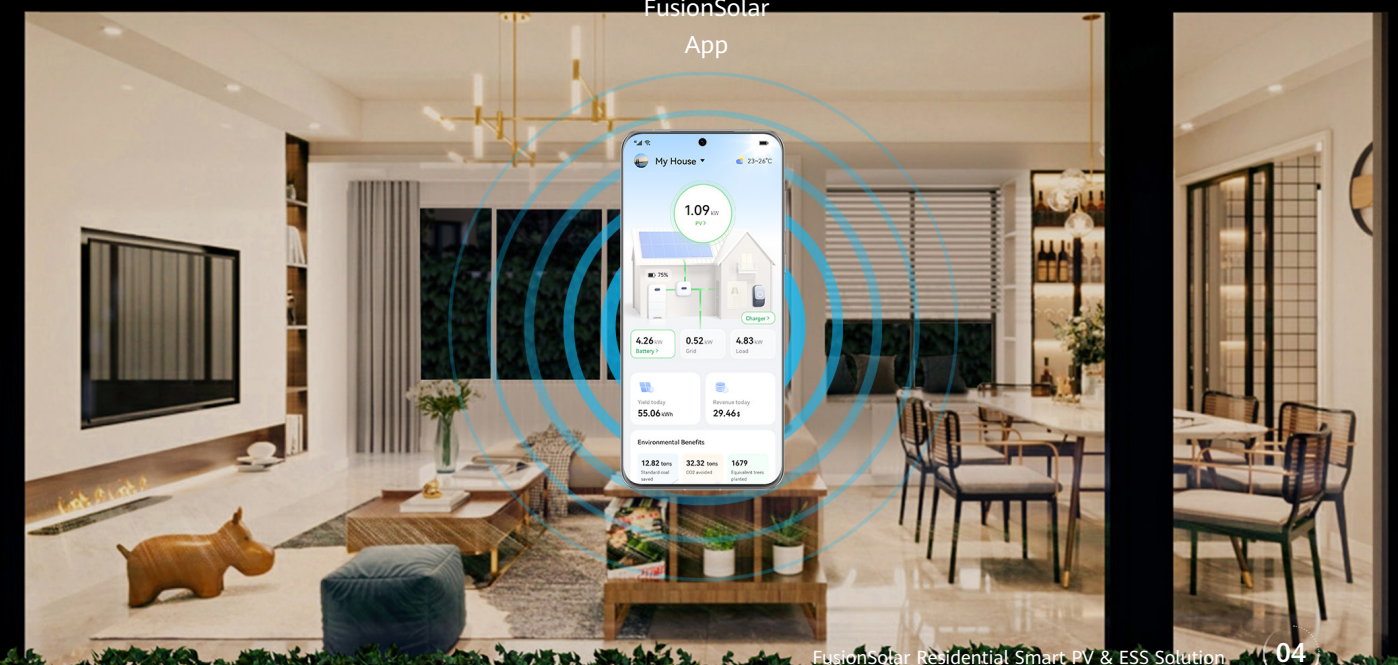 FusionSolar
App
My House
23~26°C
1.09 kW
PV >
75%
Charger >
4.26 kW
Battery >
0.52 kW
Grid
4.83 kW
Load
Yield today
55.06 kWh
Revenue today
29.46 $
Environmental Benefits
12.82 tons
Standard coal
saved
32.32 tons
CO2 avoided
1679
Equivalent trees
planted
FusionSolar Residential Smart PV & ESS Solution
04